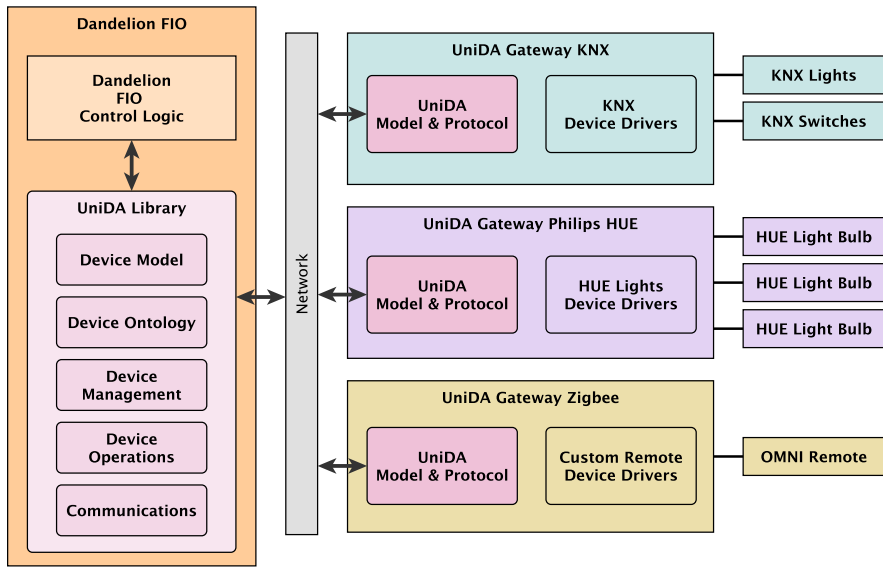 Dandelion FIO
Dandelion
FIO
Control Logic
UniDA Library
Device Model
Device Ontology
Device
Management
Device
Operations
Communications
Network
UniDA Gateway KNX
UniDA
Model & Protocol
KNX
Device Drivers
KNX Lights
KNX Switches
UniDA Gateway Philips HUE
UniDA
Model & Protocol
HUE Lights
Device Drivers
HUE Light Bulb
HUE Light Bulb
HUE Light Bulb
UniDA Gateway Zigbee
UniDA
Model & Protocol
Custom Remote
Device Drivers
OMNI Remote